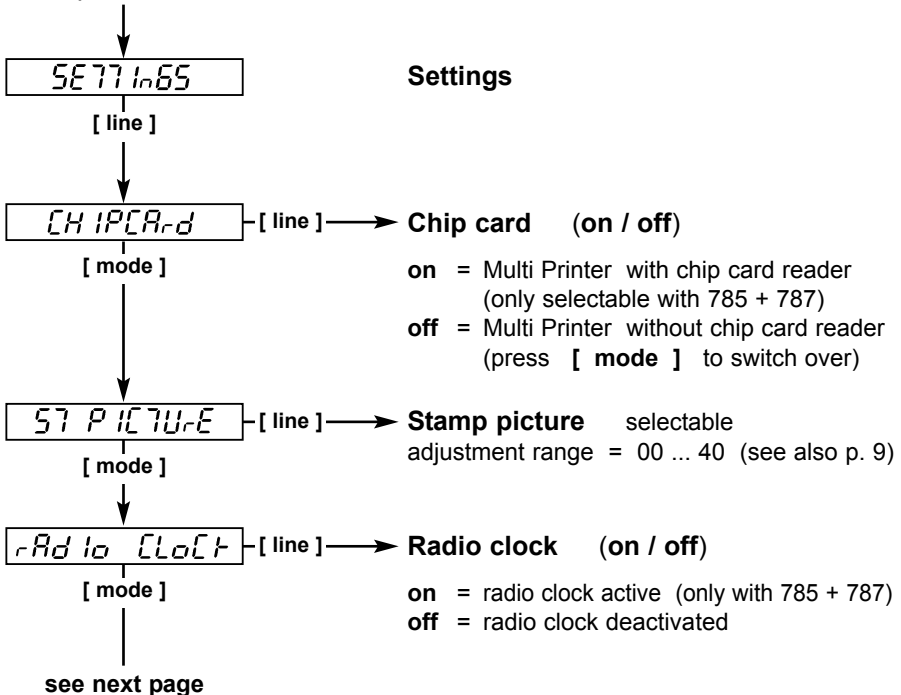 SETTInGS
Settings
[ line ]
CHIPCArd
[ line ]
Chip card (on / off)
[ mode ]
on = Multi Printer with chip card reader
(only selectable with 785 + 787)
off = Multi Printer without chip card reader
(press [ mode ] to switch over)
ST PICTUrE
[ line ]
Stamp picture selectable
adjustment range = 00 ... 40 (see also p. 9)
[ mode ]
rAdIo CLoCk
[ line ]
Radio clock (on / off)
[ mode ]
on = radio clock active (only with 785 + 787)
off = radio clock deactivated
see next page